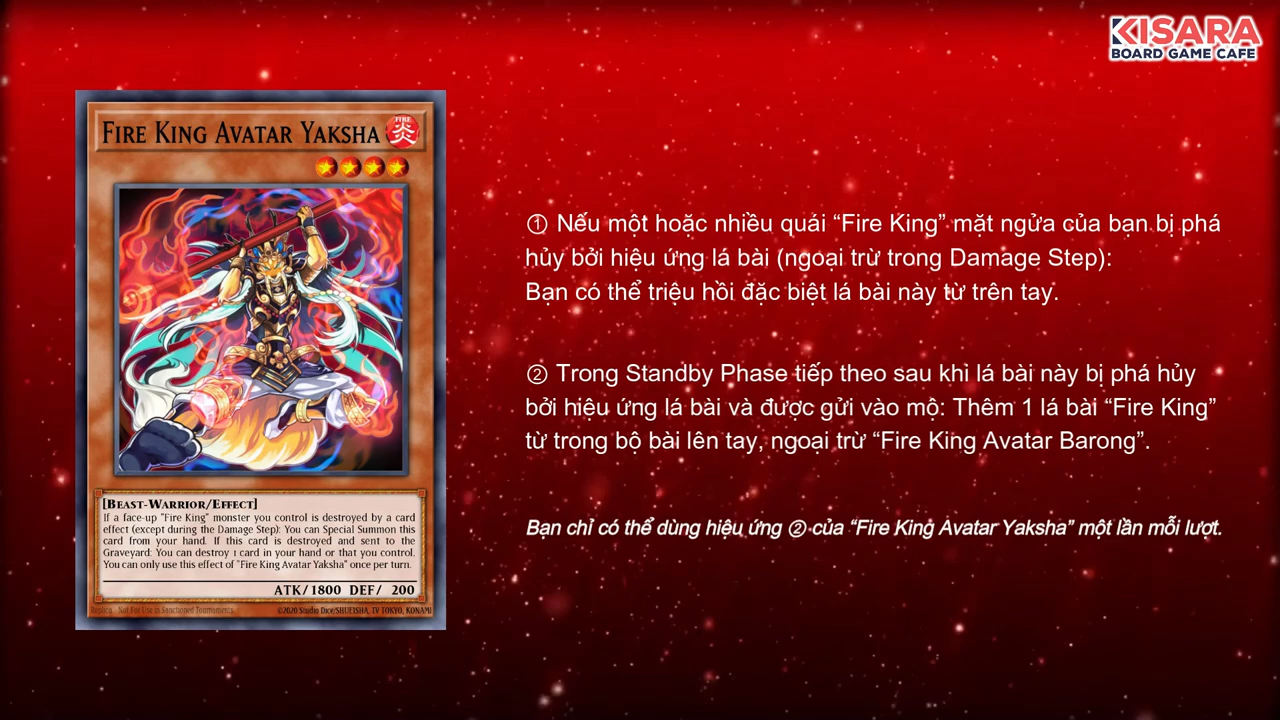 KISARA
BOARD GAME CAFE
FIRE KING AVATAR YAKSHA
FIRE
炎
① Nếu một hoặc nhiều quái “Fire King” mặt ngửa của bạn bị phá
hủy bởi hiệu ứng lá bài (ngoại trừ trong Damage Step):
Bạn có thể triệu hồi đặc biệt lá bài này từ trên tay.
② Trong Standby Phase tiếp theo sau khi lá bài này bị phá hủy
bởi hiệu ứng lá bài và được gửi vào mộ: Thêm 1 lá bài “Fire King”
từ trong bộ bài lên tay, ngoại trừ “Fire King Avatar Barong”.
Bạn chỉ có thể dùng hiệu ứng ② của “Fire King Avatar Yaksha” một lần mỗi lượt.
[BEAST-WARRIOR/EFFECT]
If a face-up "Fire King" monster you control is destroyed by a card
effect (except during the Damage Step): You can Special Summon this
card from your hand. If this card is destroyed and sent to the
Graveyard: You can destroy 1 card in your hand or that you control.
You can only use this effect of "Fire King Avatar Yaksha" once per turn.
ATK/1800 DEF/ 200
Replica - Not For Use in Sanctioned Tournaments.
©2020 Studio Dice/SHUEISHA, TV TOKYO, KONAMI